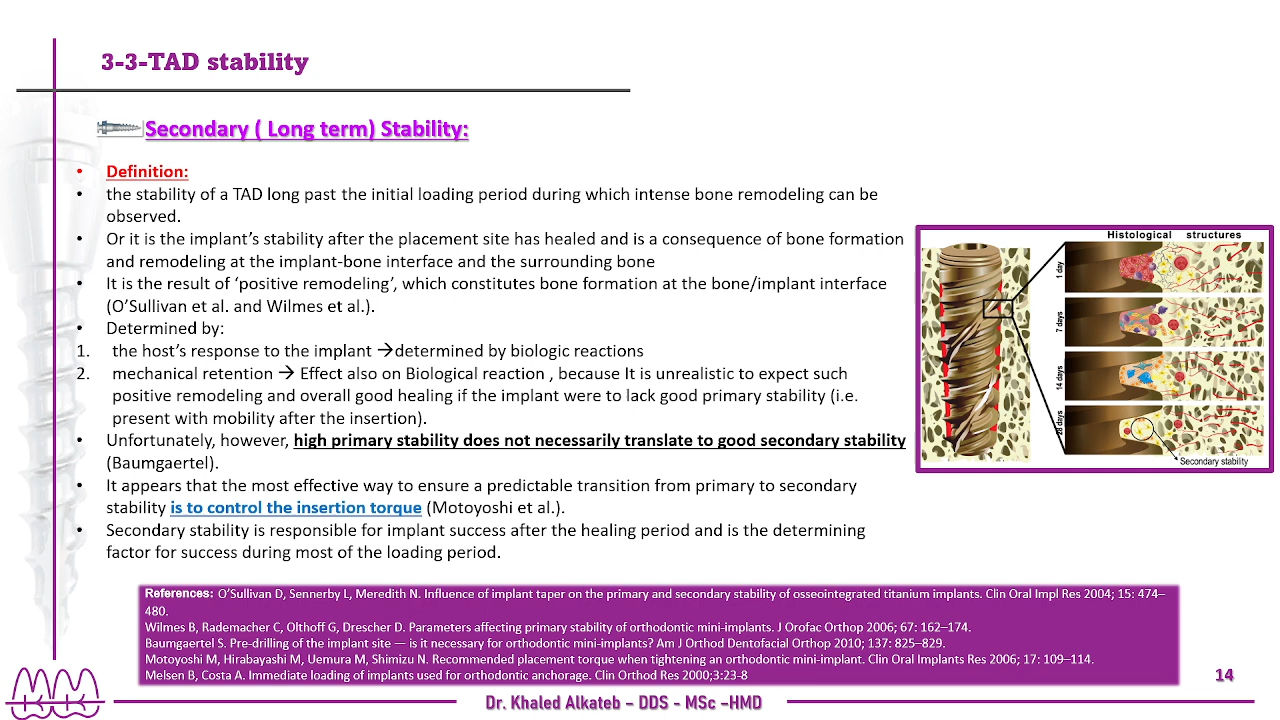 3-3-TAD stability
Secondary ( Long term) Stability:
• Definition:
• the stability of a TAD long past the initial loading period during which intense bone remodeling can be
observed.
• Or it is the implant’s stability after the placement site has healed and is a consequence of bone formation
and remodeling at the implant-bone interface and the surrounding bone
• It is the result of ‘positive remodeling’, which constitutes bone formation at the bone/implant interface
(O’Sullivan et al. and Wilmes et al.).
• Determined by:
1. the host’s response to the implant →determined by biologic reactions
2. mechanical retention → Effect also on Biological reaction , because It is unrealistic to expect such
positive remodeling and overall good healing if the implant were to lack good primary stability (i.e.
present with mobility after the insertion).
• Unfortunately, however, high primary stability does not necessarily translate to good secondary stability
(Baumgaertel).
• It appears that the most effective way to ensure a predictable transition from primary to secondary
stability is to control the insertion torque (Motoyoshi et al.).
• Secondary stability is responsible for implant success after the healing period and is the determining
factor for success during most of the loading period.
Histological structures
1 day
7 days
14 days
28 days
Secondary stability
References: O’Sullivan D, Sennerby L, Meredith N. Influence of implant taper on the primary and secondary stability of osseointegrated titanium implants. Clin Oral Impl Res 2004; 15: 474–
480.
Wilmes B, Rademacher C, Olthoff G, Drescher D. Parameters affecting primary stability of orthodontic mini-implants. J Orofac Orthop 2006; 67: 162–174.
Baumgaertel S. Pre-drilling of the implant site — is it necessary for orthodontic mini-implants? Am J Orthod Dentofacial Orthop 2010; 137: 825–829.
Motoyoshi M, Hirabayashi M, Uemura M, Shimizu N. Recommended placement torque when tightening an orthodontic mini-implant. Clin Oral Implants Res 2006; 17: 109–114.
Melsen B, Costa A. Immediate loading of implants used for orthodontic anchorage. Clin Orthod Res 2000;3:23-8
14
Dr. Khaled Alkateb – DDS - MSc –HMD